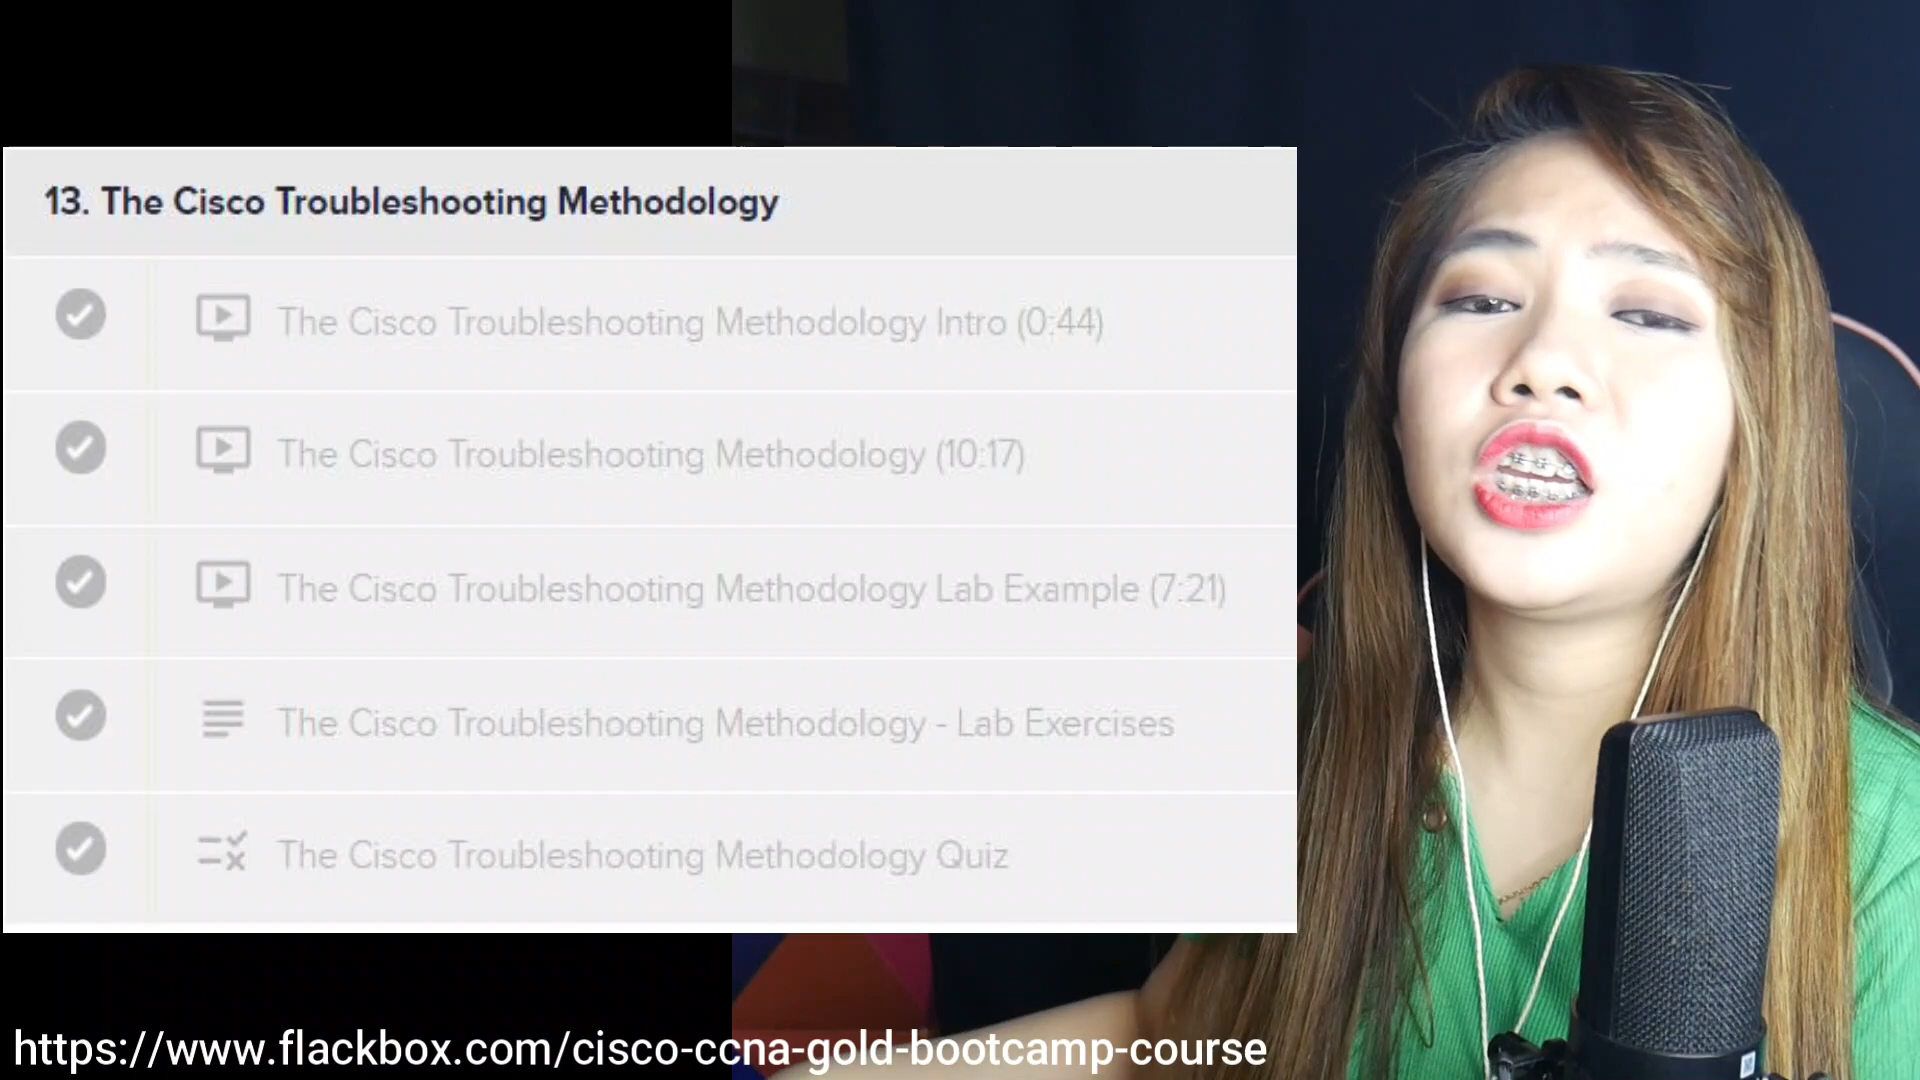 13. The Cisco Troubleshooting Methodology
The Cisco Troubleshooting Methodology Intro (0:44)
The Cisco Troubleshooting Methodology (10:17)
The Cisco Troubleshooting Methodology Lab Example (7:21)
The Cisco Troubleshooting Methodology - Lab Exercises
The Cisco Troubleshooting Methodology Quiz
https://www.flackbox.com/cisco-ccna-gold-bootcamp-course